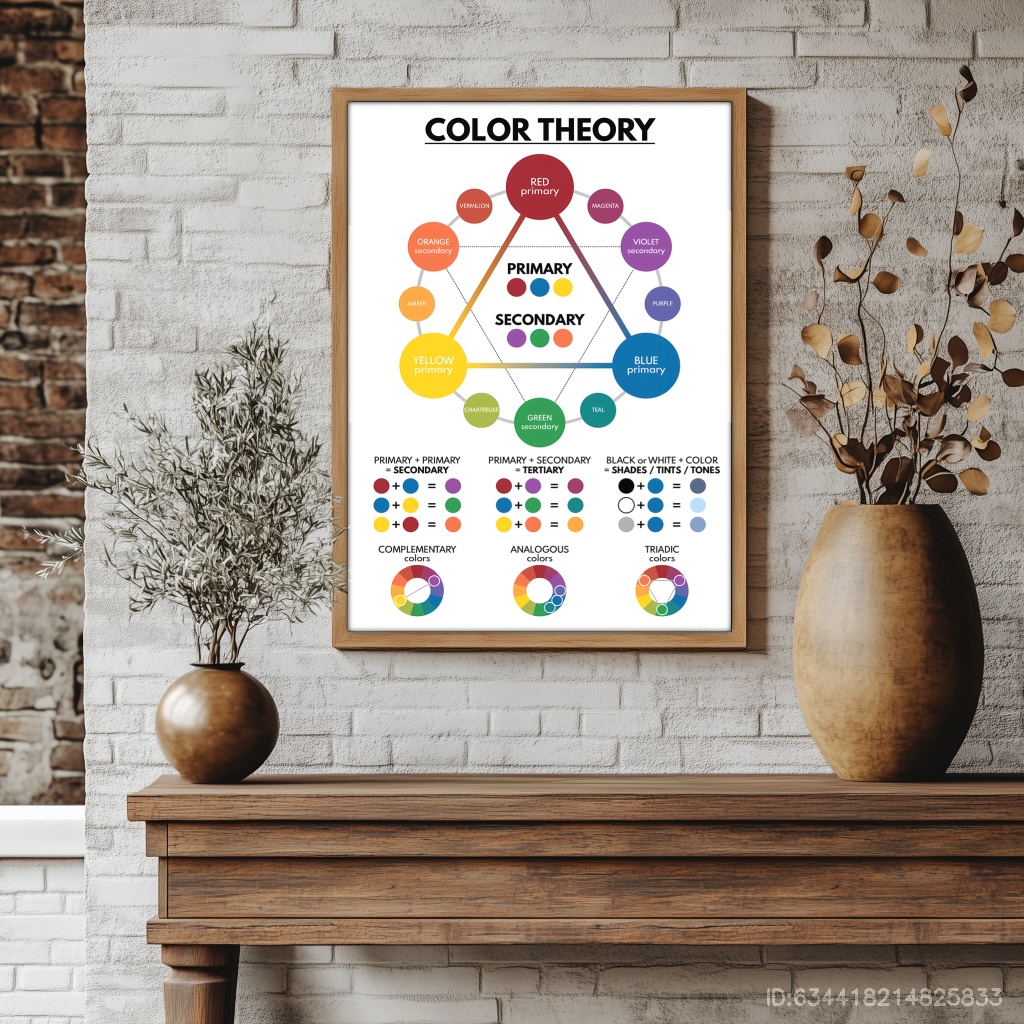 COLOR THEORY
RED
primary
VERMILION
MAGENTA
ORANGE
secondary
VIOLET
secondary
PRIMARY
AMBER
PURPLE
SECONDARY
YELLOW
primary
BLUE
primary
CHARTREUSE
GREEN
secondary
TEAL
PRIMARY + PRIMARY
= SECONDARY
+ =
+ =
+ =
PRIMARY + SECONDARY
= TERTIARY
+ =
+ =
+ =
BLACK or WHITE + COLOR
= SHADES / TINTS / TONES
+ =
+ =
+ =
COMPLEMENTARY
colors
ANALOGOUS
colors
TRIADIC
colors
ID:634418214825833